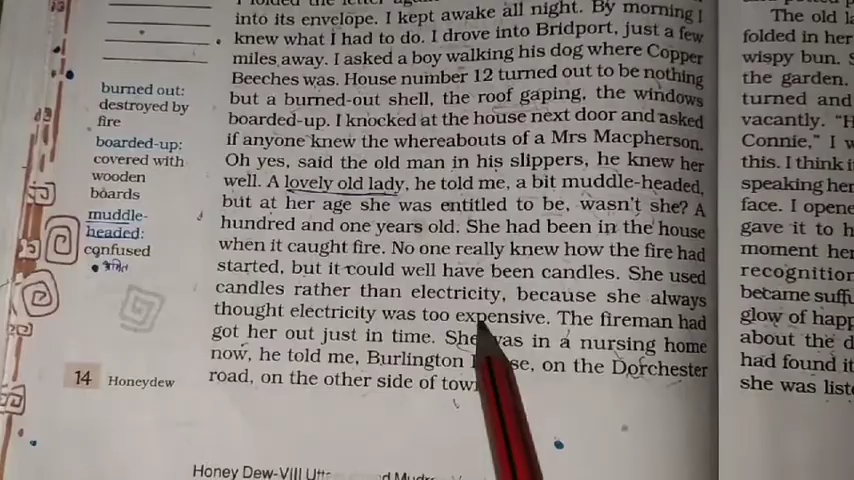 into its envelope. I kept awake all night. By morning I
knew what I had to do. I drove into Bridport, just a few
miles away. I asked a boy walking his dog where Copper
Beeches was. House number 12 turned out to be nothing
but a burned-out shell, the roof gaping, the windows
boarded-up. I knocked at the house next door and asked
if anyone knew the whereabouts of a Mrs Macpherson.
Oh yes, said the old man in his slippers, he knew her
well. A lovely old lady, he told me, a bit muddle-headed,
but at her age she was entitled to be, wasn't she? A
hundred and one years old. She had been in the house
when it caught fire. No one really knew how the fire had
started, but it could well have been candles. She used
candles rather than electricity, because she always
thought electricity was too expensive. The fireman had
got her out just in time. She was in a nursing home
now, he told me, Burlington on the Dorchester
road, on the other side of
burned out:
destroyed by
fire
boarded-up:
covered with
wooden
boards
muddle-
headed:
confused
14 Honeydew
Honey Dew-VIII
The old
folded in her
wispy bun.
the garden.
turned and
vacantly.
Connie," I
this. I think
speaking her
face. I opene
gave it to
moment her
recognition
became
glow of
about the
had found it
she was